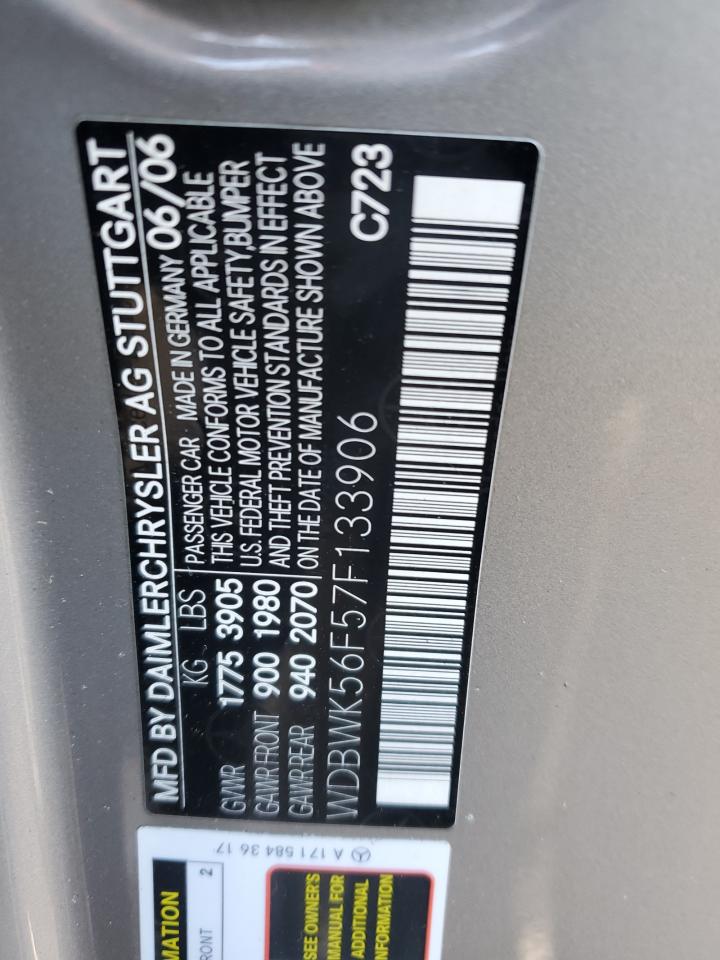 MFD BY DAIMLERCHRYSLER AG STUTTGART
KG LBS PASSENGER CAR MADE IN GERMANY 06/06
GVWR 1775 3905 THIS VEHICLE CONFORMS TO ALL APPLICABLE
U.S. FEDERAL MOTOR VEHICLE SAFETY,BUMPER
GAWR FRONT 900 1980 AND THEFT PREVENTION STANDARDS IN EFFECT
GAWR REAR 940 2070 ON THE DATE OF MANUFACTURE SHOWN ABOVE
WDBWK56F57F133906 C723
A 171 584 36 17
MATION
RONT 2
SEE OWNER'S
MANUAL FOR
ADDITIONAL
INFORMATION